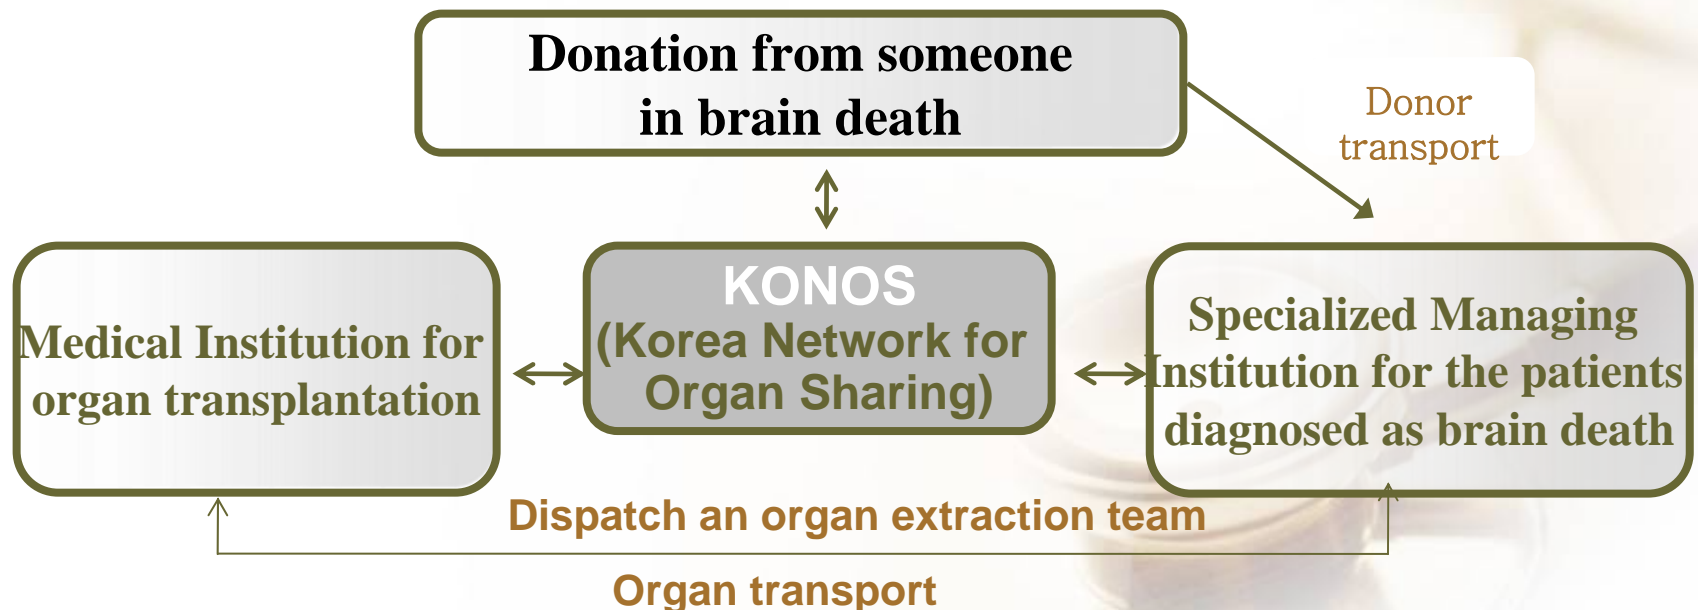 Donation from someone
in brain death
Donor
transport
Medical Institution for
organ transplantation
KONOS
(Korea Network for
Organ Sharing)
Specialized Managing
Institution for the patients
diagnosed as brain death
Dispatch an organ extraction team
Organ transport